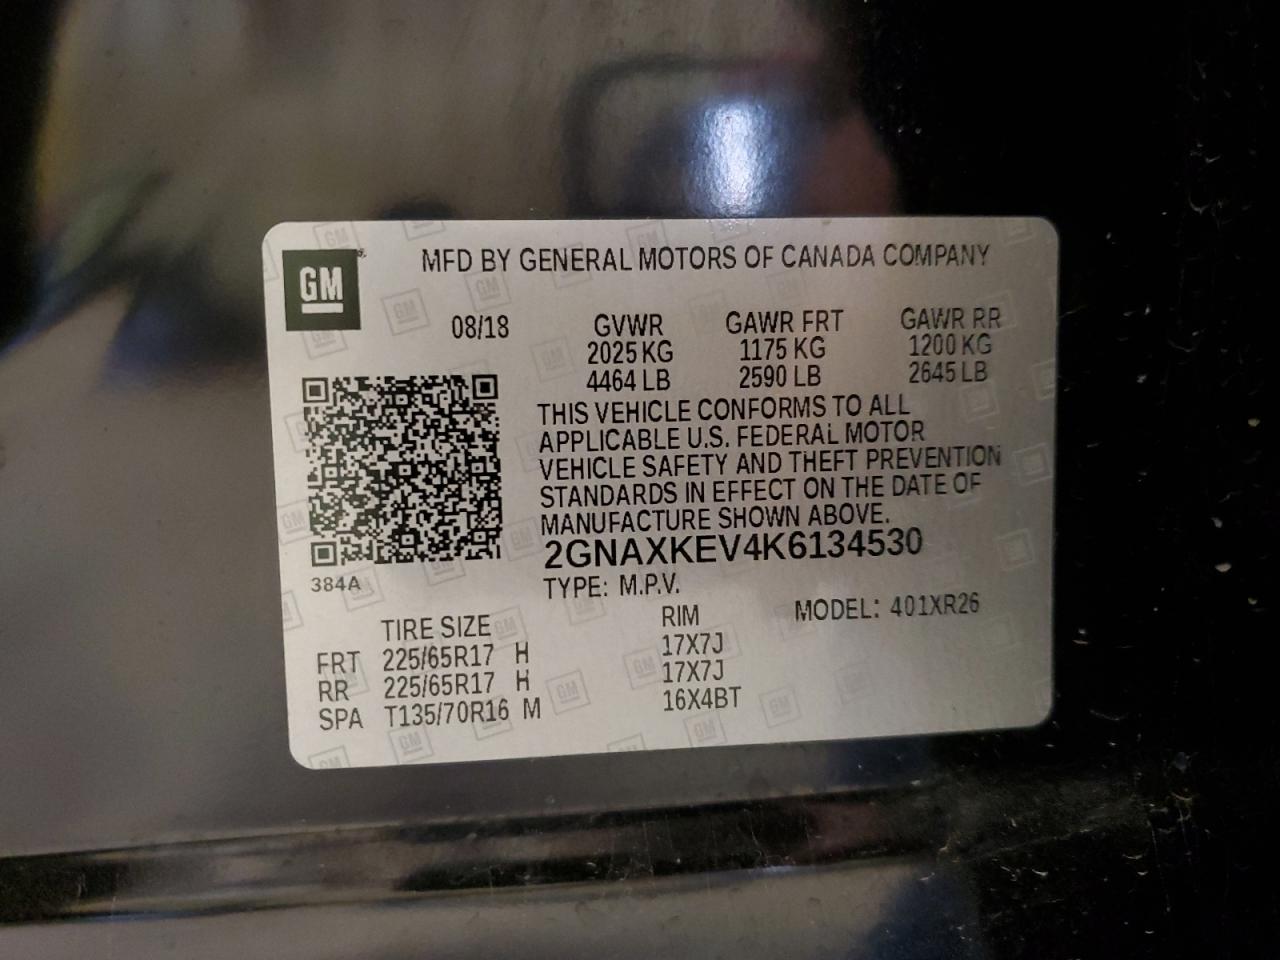 GM
MFD BY GENERAL MOTORS OF CANADA COMPANY
08/18 GVWR GAWR FRT GAWR RR
2025 KG 1175 KG 1200 KG
4464 LB 2590 LB 2645 LB
THIS VEHICLE CONFORMS TO ALL
APPLICABLE U.S. FEDERAL MOTOR
VEHICLE SAFETY AND THEFT PREVENTION
STANDARDS IN EFFECT ON THE DATE OF
MANUFACTURE SHOWN ABOVE.
2GNAXKEV4K6134530
384A TYPE: M.P.V.
MODEL: 401XR26
TIRE SIZE RIM
FRT 225/65R17 H 17X7J
RR 225/65R17 H 17X7J
SPA T135/70R16 M 16X4BT